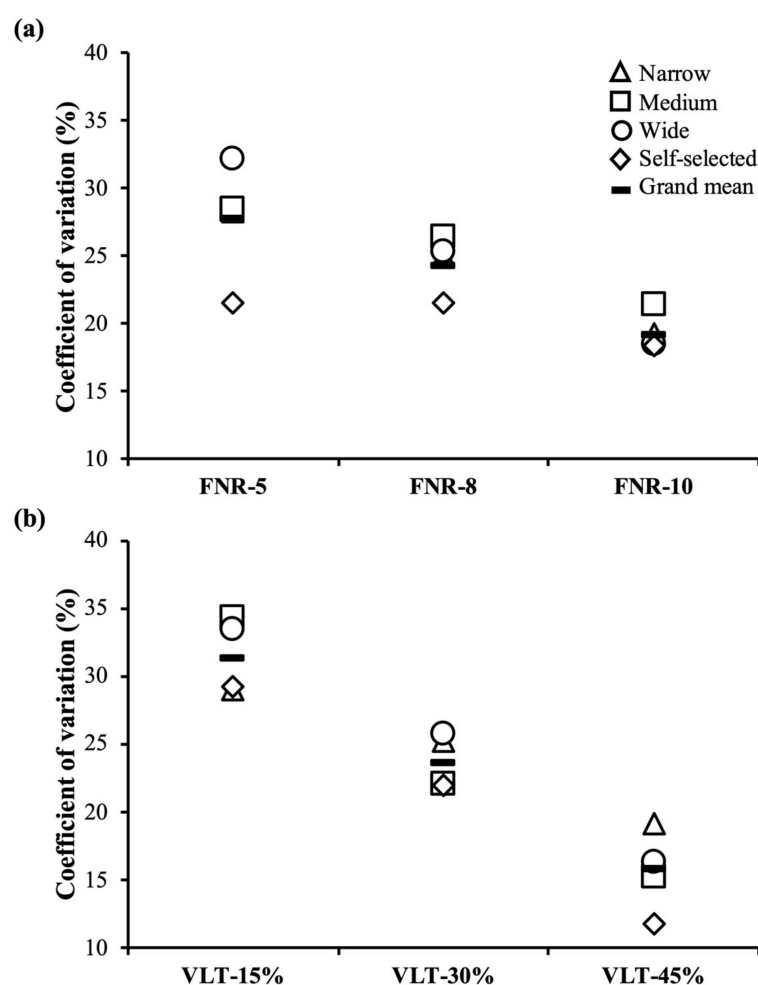 (a)
Coefficient of variation (%)
40
35
30
25
20
15
10
Narrow
Medium
Wide
Self-selected
Grand mean
FNR-5 FNR-8 FNR-10
(b)
Coefficient of variation (%)
40
35
30
25
20
15
10
VLT-15% VLT-30% VLT-45%